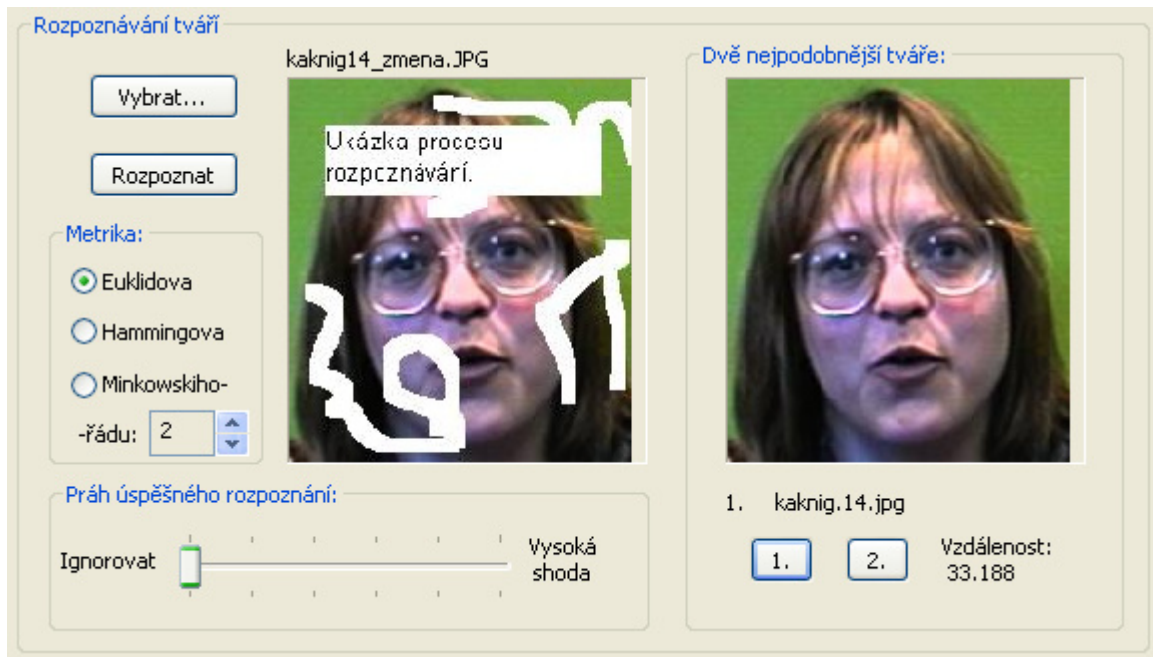 Rozpoznávání tváří
Vybrat...
Rozpoznat
Metrika:
Euklidova
Hammingova
Minkowskiho-
-řádu: 2
kaknig14_zmena.JPG
Ukázka procesu
rozpoznávání.
Práh úspěšného rozpoznání:
Ignorovat
Vysoká
shoda
Dvě nejpodobnější tváře:
1. kaknig.14.jpg
1. 2.
Vzdálenost:
33.188